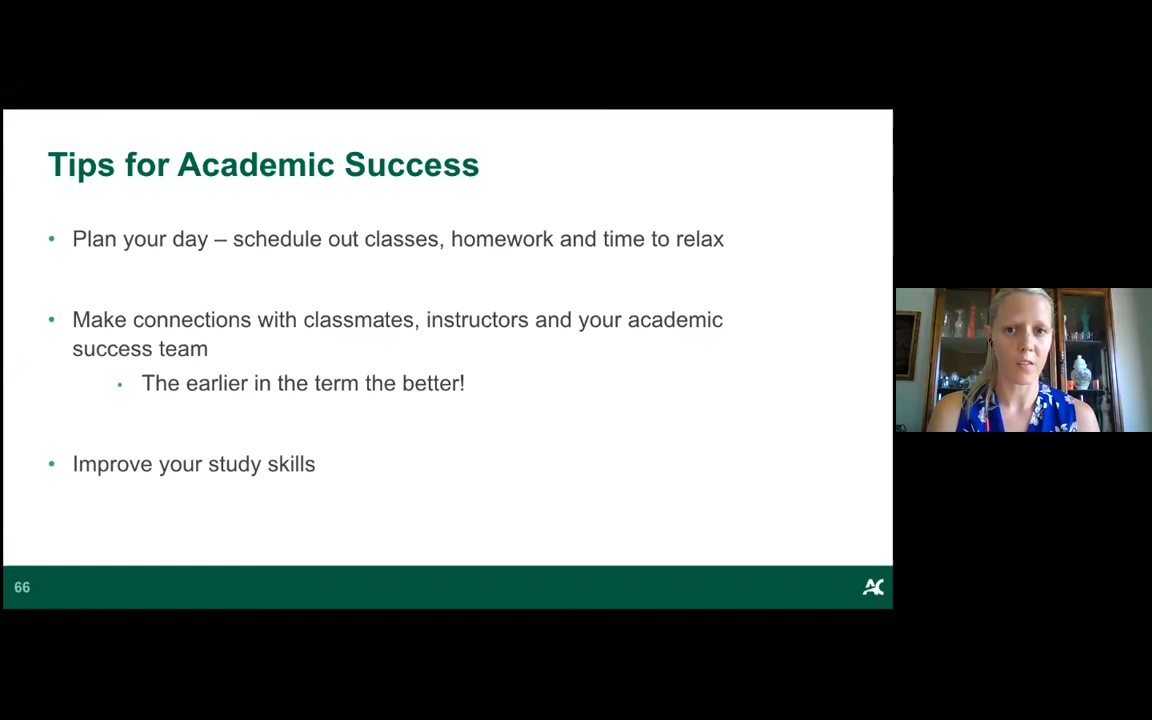 Tips for Academic Success
• Plan your day – schedule out classes, homework and time to relax
• Make connections with classmates, instructors and your academic
success team
• The earlier in the term the better!
• Improve your study skills
66
AC